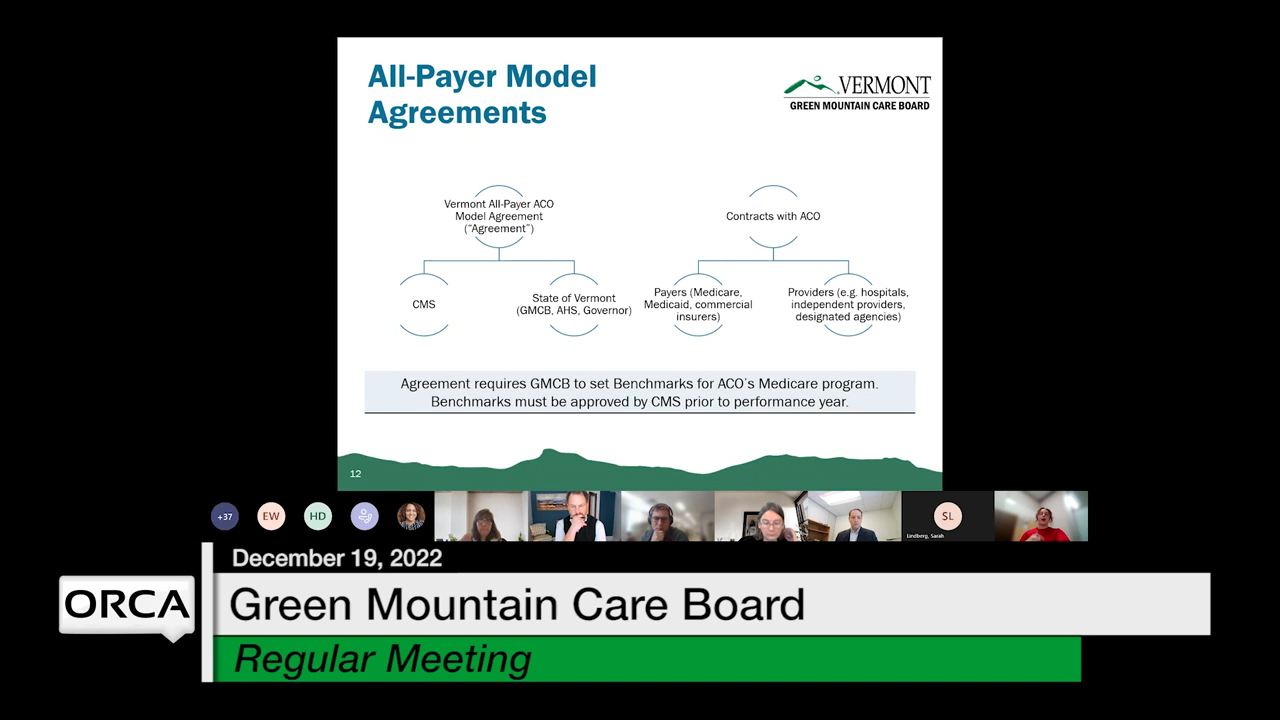 All-Payer Model
Agreements
VERMONT
GREEN MOUNTAIN CARE BOARD
Vermont All-Payer ACO
Model Agreement
(“Agreement”)
Contracts with ACO
CMS
State of Vermont
(GMCB, AHS, Governor)
Payers (Medicare,
Medicaid, commercial
insurers)
Providers (e.g. hospitals,
independent providers,
designated agencies)
Agreement requires GMCB to set Benchmarks for ACO's Medicare program.
Benchmarks must be approved by CMS prior to performance year.
12
+37
EW
HD
SL
Lindberg, Sarah
December 19, 2022
ORCA
Green Mountain Care Board
Regular Meeting